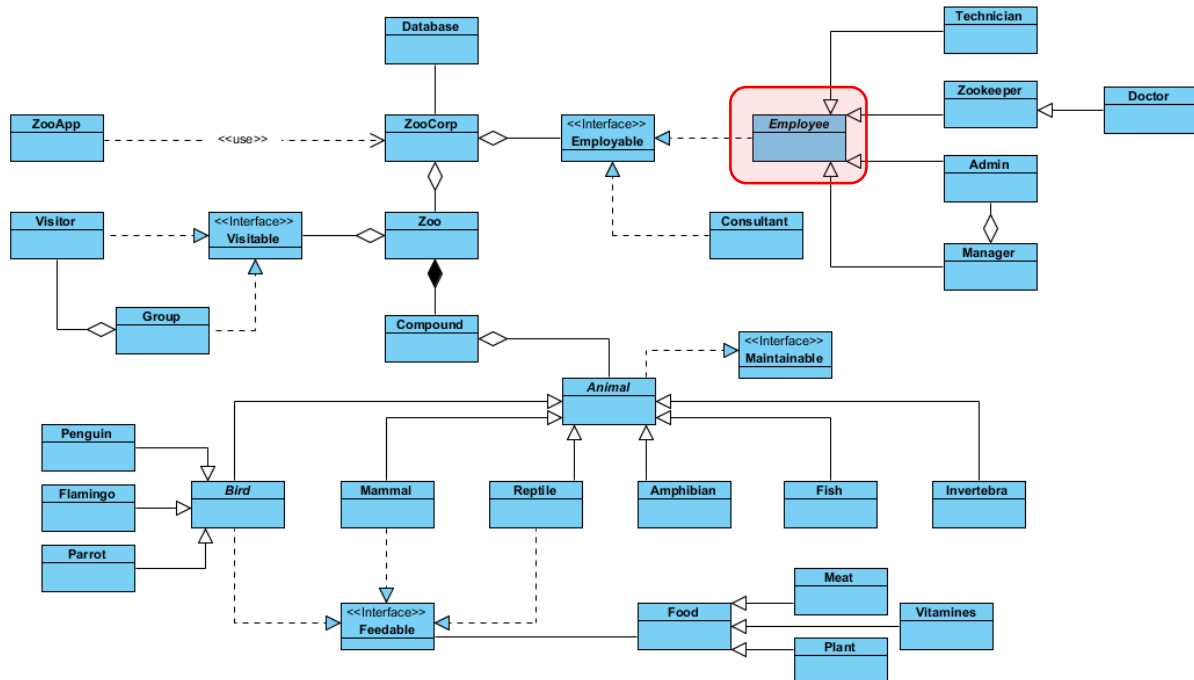 Technician
Database
Zookeeper
Doctor
ZooApp
<<use>>
ZooCorp
<<Interface>>
Employable
Employee
Admin
Visitor
<<Interface>>
Visitable
Zoo
Consultant
Manager
Group
Compound
<<Interface>>
Maintainable
Animal
Penguin
Flamingo
Parrot
Bird
Mammal
Reptile
Amphibian
Fish
Invertebra
<<Interface>>
Feedable
Food
Meat
Vitamines
Plant